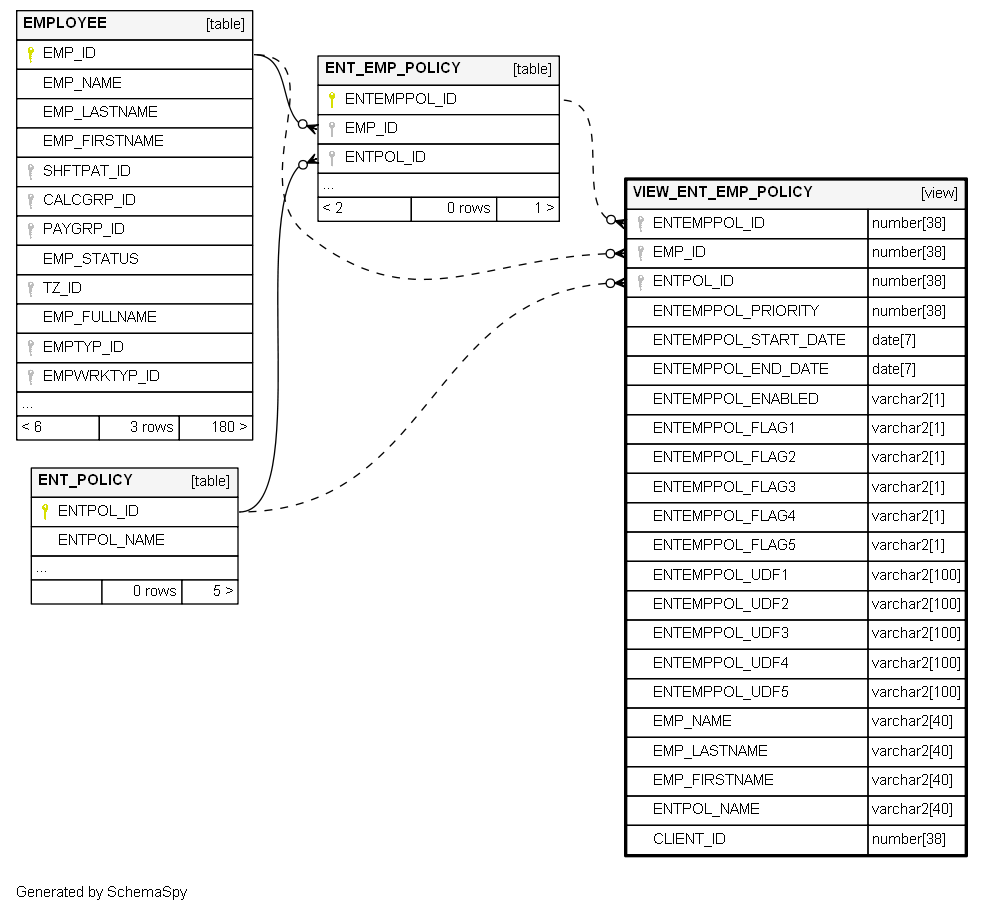 EMPLOYEE [table]
EMP_ID
EMP_NAME
EMP_LASTNAME
EMP_FIRSTNAME
SHFTPAT_ID
CALCGRP_ID
PAYGRP_ID
EMP_STATUS
TZ_ID
EMP_FULLNAME
EMPTYP_ID
EMPWRKTYP_ID
...
< 6 3 rows 180 >
ENT_POLICY [table]
ENTPOL_ID
ENTPOL_NAME
...
0 rows 5 >
ENT_EMP_POLICY [table]
ENTEMPPOL_ID
EMP_ID
ENTPOL_ID
...
< 2 0 rows 1 >
VIEW_ENT_EMP_POLICY [view]
ENTEMPPOL_ID number[38]
EMP_ID number[38]
ENTPOL_ID number[38]
ENTEMPPOL_PRIORITY number[38]
ENTEMPPOL_START_DATE date[7]
ENTEMPPOL_END_DATE date[7]
ENTEMPPOL_ENABLED varchar2[1]
ENTEMPPOL_FLAG1 varchar2[1]
ENTEMPPOL_FLAG2 varchar2[1]
ENTEMPPOL_FLAG3 varchar2[1]
ENTEMPPOL_FLAG4 varchar2[1]
ENTEMPPOL_FLAG5 varchar2[1]
ENTEMPPOL_UDF1 varchar2[100]
ENTEMPPOL_UDF2 varchar2[100]
ENTEMPPOL_UDF3 varchar2[100]
ENTEMPPOL_UDF4 varchar2[100]
ENTEMPPOL_UDF5 varchar2[100]
EMP_NAME varchar2[40]
EMP_LASTNAME varchar2[40]
EMP_FIRSTNAME varchar2[40]
ENTPOL_NAME varchar2[40]
CLIENT_ID number[38]
Generated by SchemaSpy